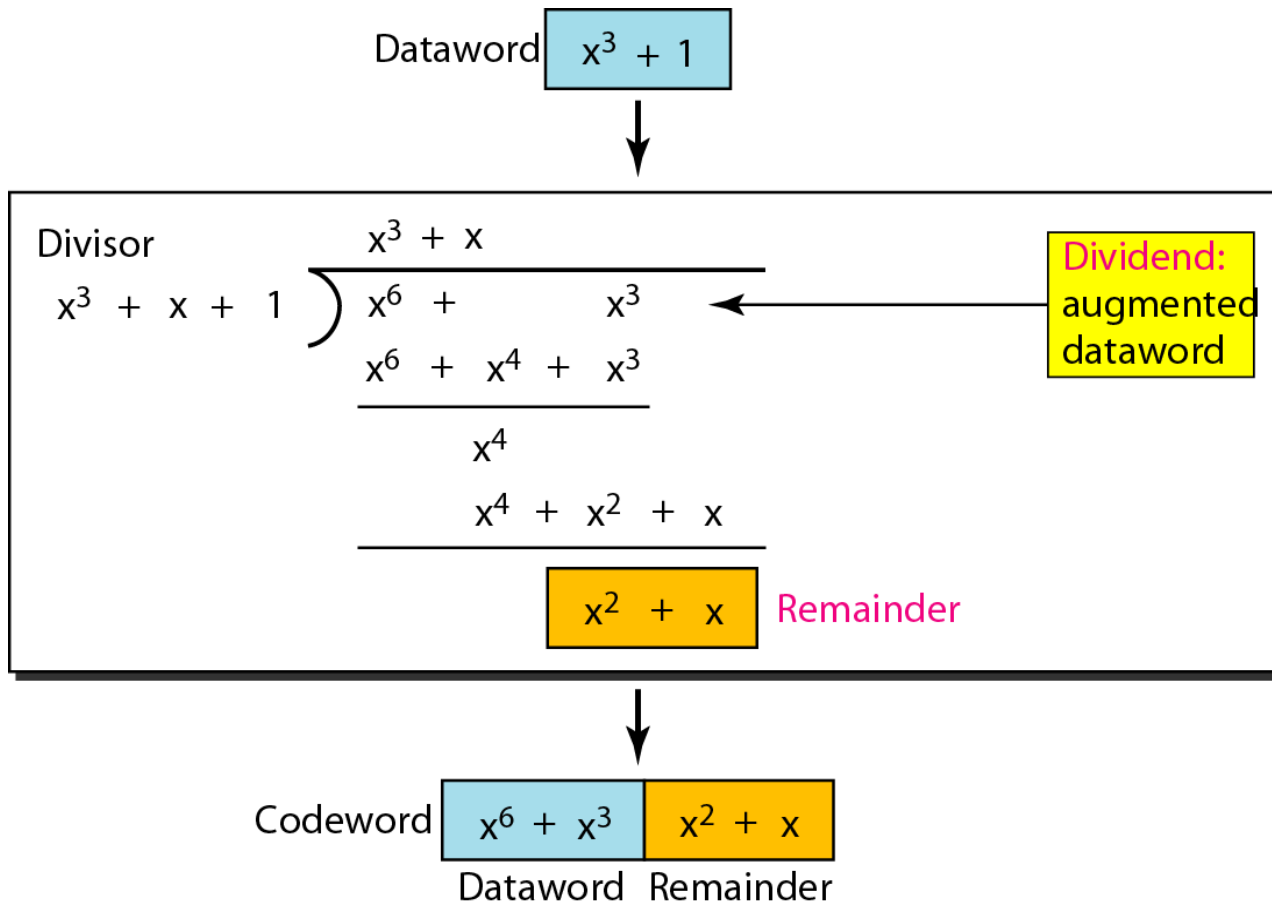 Dataword x³ + 1
Divisor
x³ + x
x³ + x + 1
x⁶ + x³
Dividend:
augmented
dataword
x⁶ + x⁴ + x³
x⁴
x⁴ + x² + x
x² + x Remainder
Codeword x⁶ + x³ x² + x
Dataword Remainder